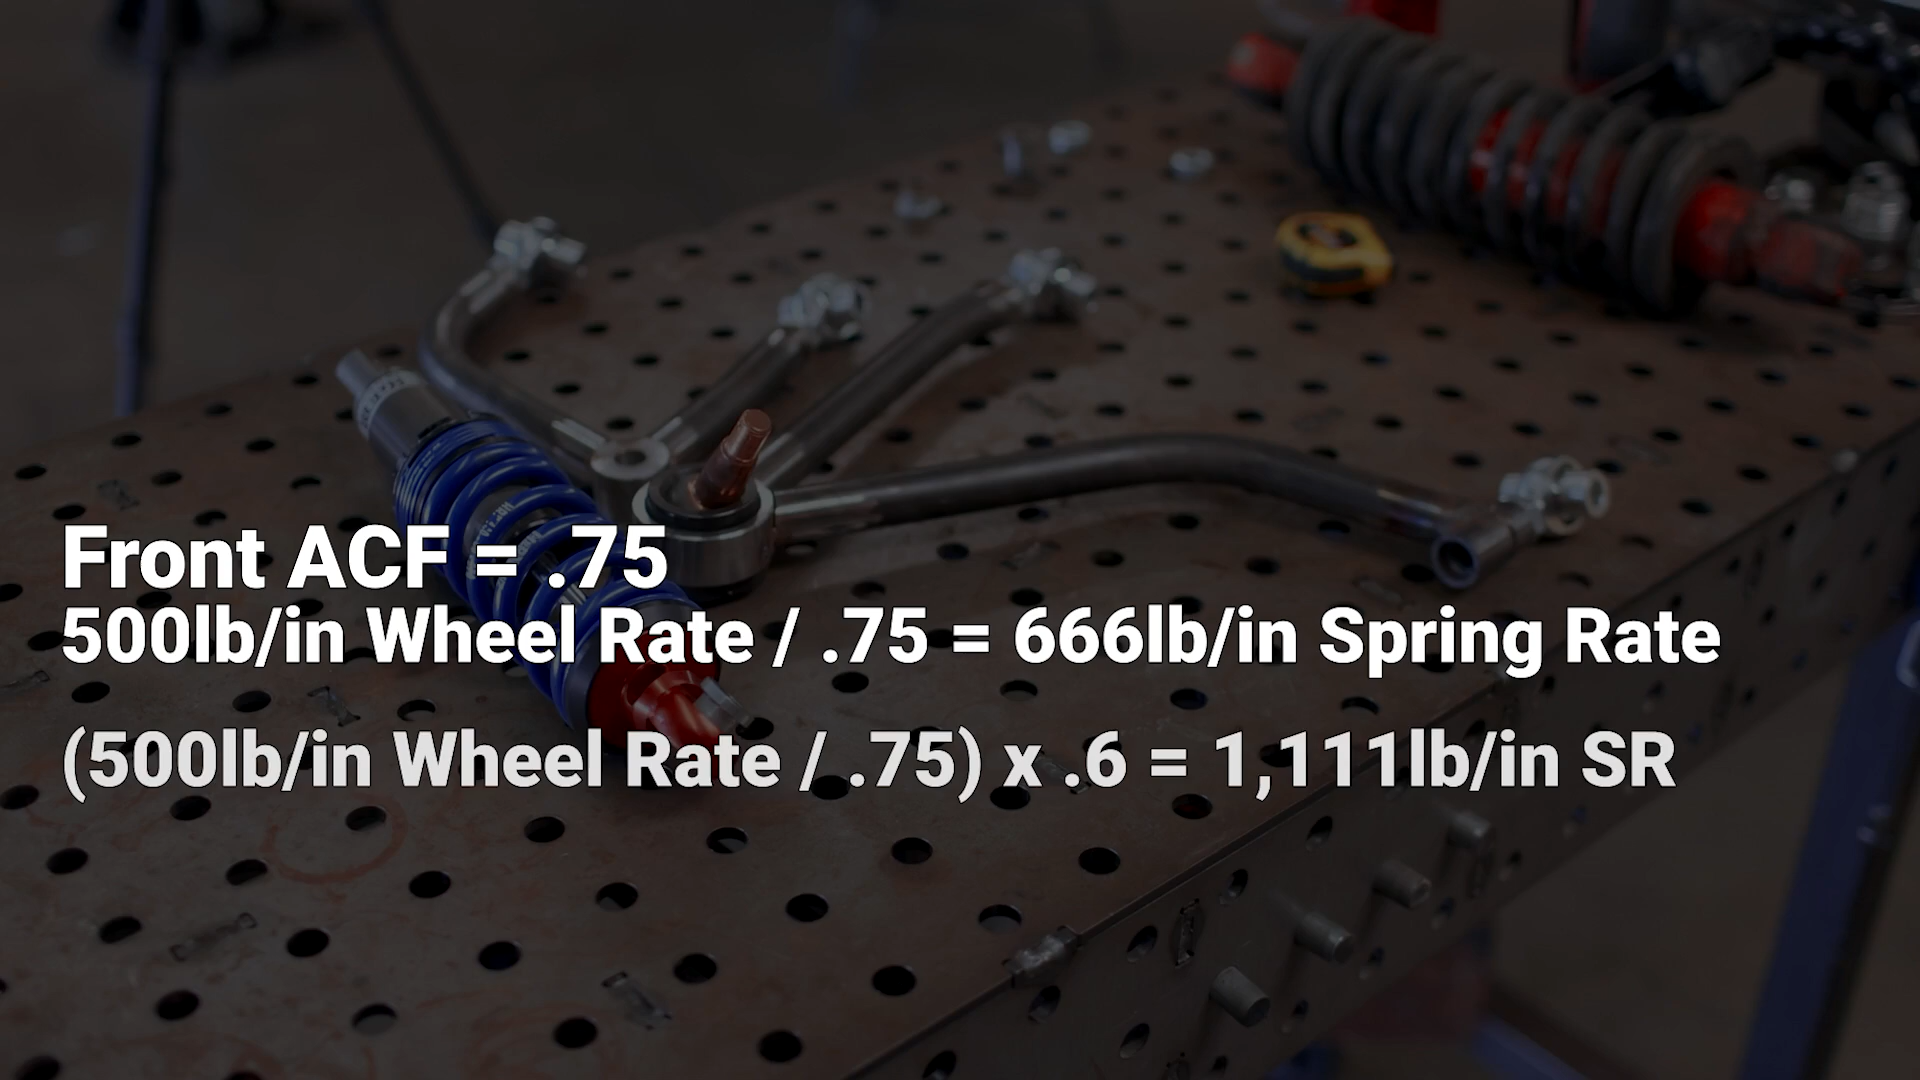 Front ACF = .75
500lb/in Wheel Rate / .75 = 666lb/in Spring Rate
(500lb/in Wheel Rate / .75) x .6 = 1,111lb/in SR